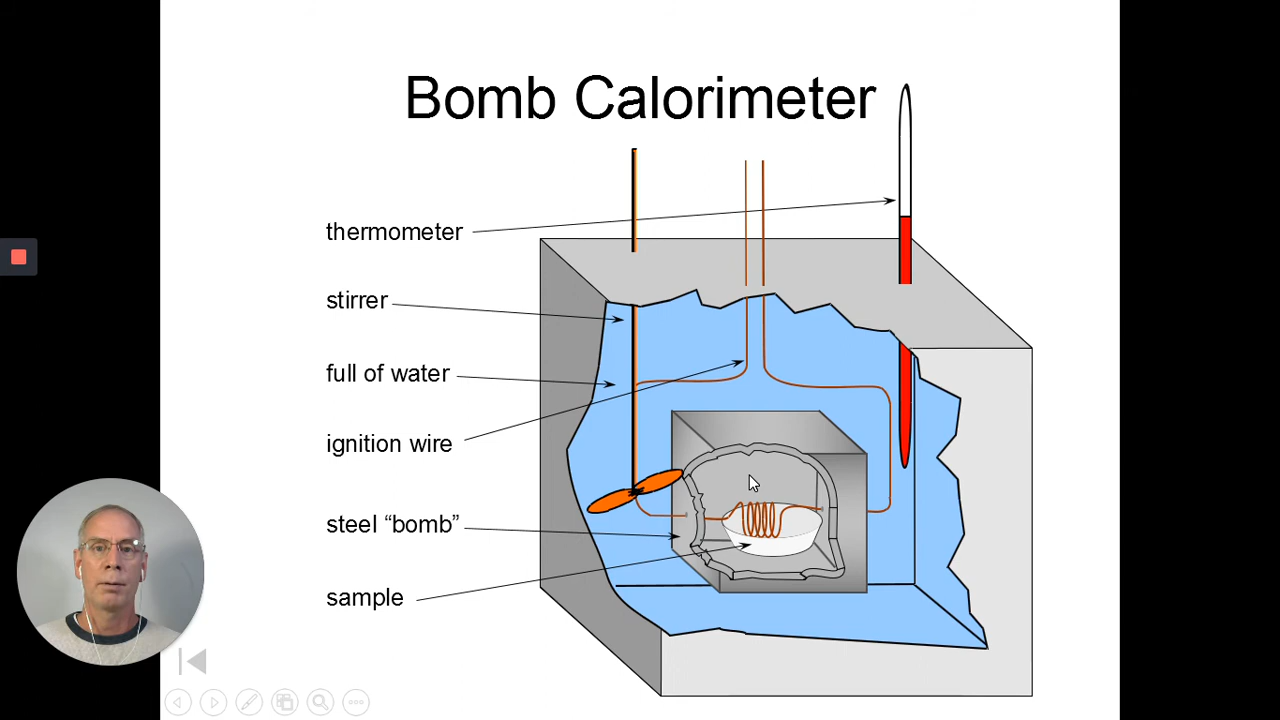 Bomb Calorimeter
thermometer
stirrer
full of water
ignition wire
steel “bomb”
sample